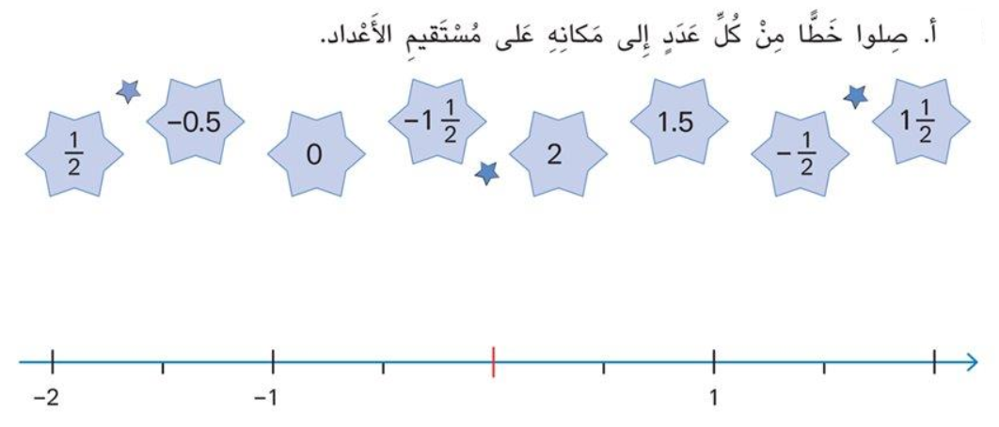 أ. صِلوا خَطًّا مِنْ كُلِّ عَدَدٍ إِلى مَكانِهِ عَلى مُسْتَقيمِ الأَعْداد.
1/2 −0.5 0 −1 1/2 2 1.5 −1/2 1 1/2
−2 −1 1